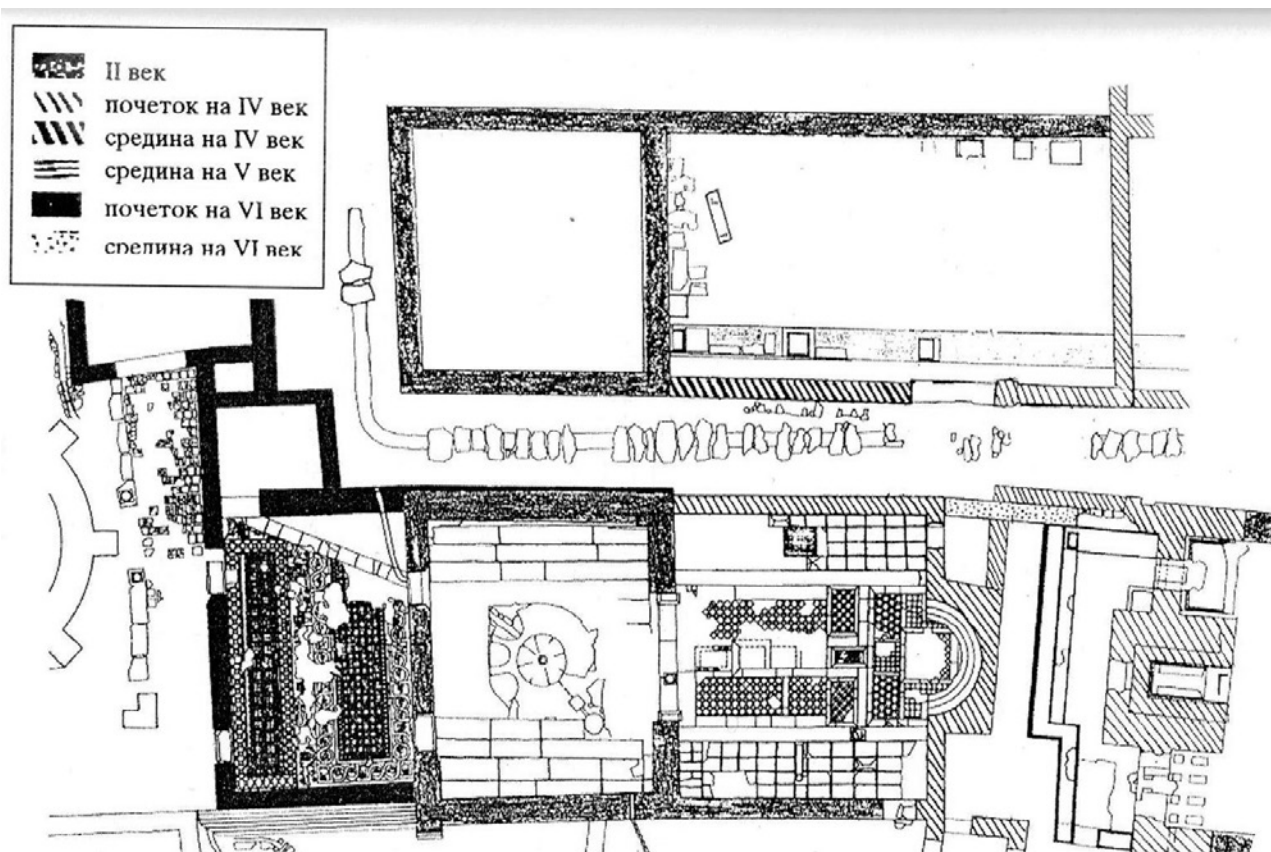 II век
почеток на IV век
средина на IV век
средина на V век
почеток на VI век
средина на VI век